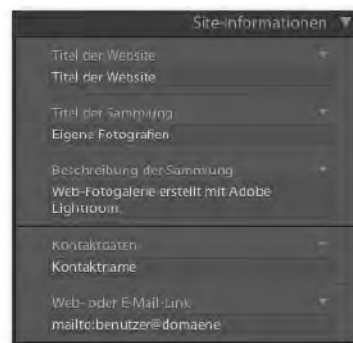 Site-Informationen
Titel der Website
Titel der Website
Titel der Sammlung
Eigene Fotografien
Beschreibung der Sammlung
Web-Fotogalerie erstellt mit Adobe
Lightroom.
Kontaktdaten
Kontaktname
Web- oder E-Mail-Link
mailto:benutzer@domaene